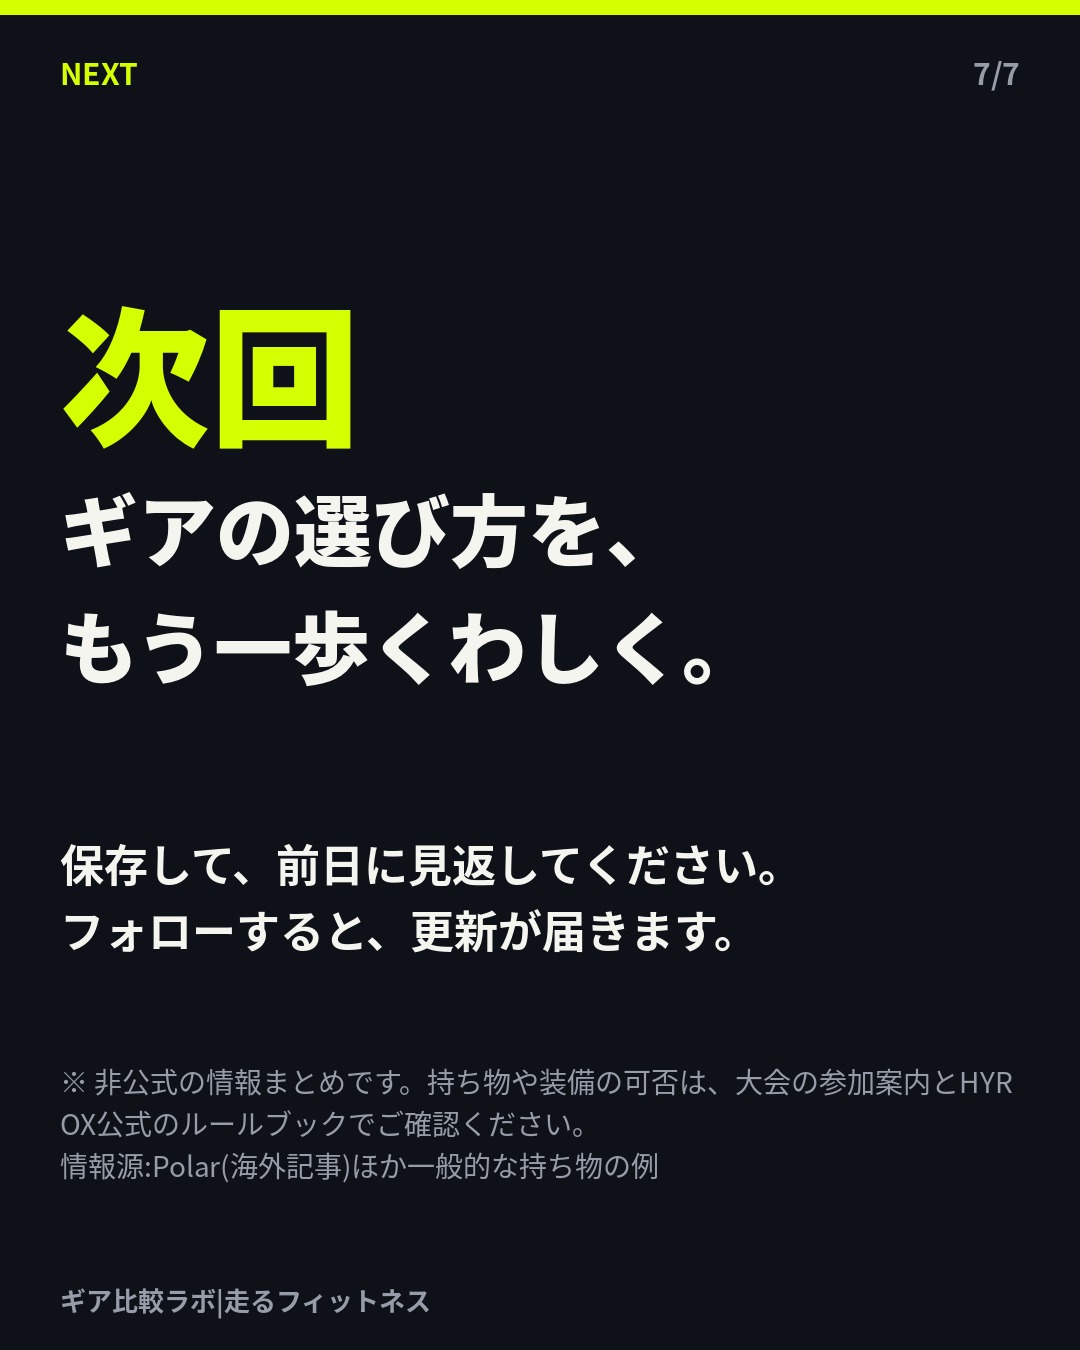 NEXT
7/7
次回
ギアの選び方を、
もう一歩くわしく。
保存して、前日に見返してください。
フォローすると、更新が届きます。
※ 非公式の情報まとめです。持ち物や装備の可否は、大会の参加案内とHYR
OX公式のルールブックでご確認ください。
情報源:Polar(海外記事)ほか一般的な持ち物の例
ギア比較ラボ|走るフィットネス